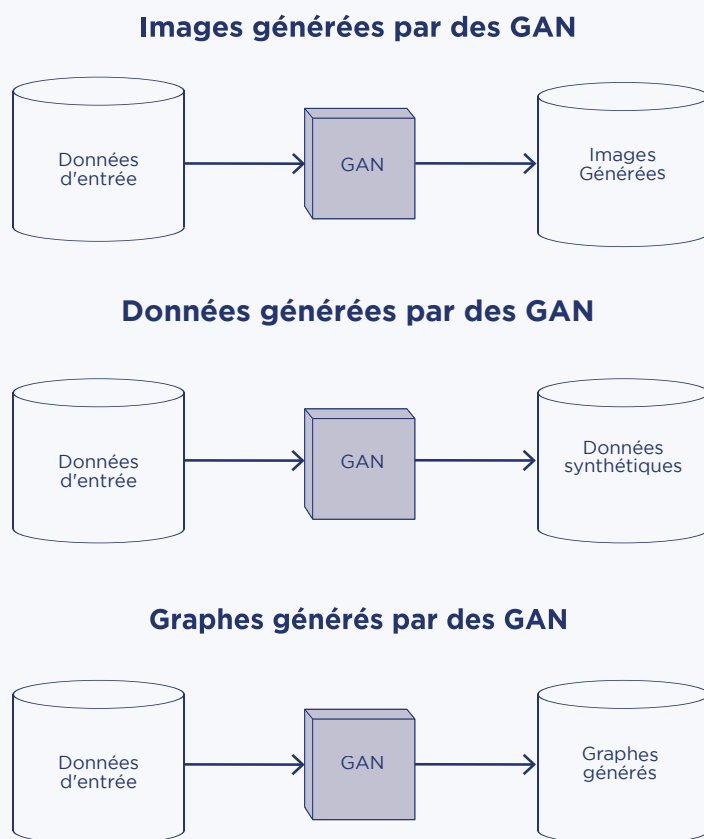 Images générées par des GAN
Données
d'entrée
GAN
Images
Générées
Données générées par des GAN
Données
d'entrée
GAN
Données
synthétiques
Graphes générés par des GAN
Données
d'entrée
GAN
Graphes
générés